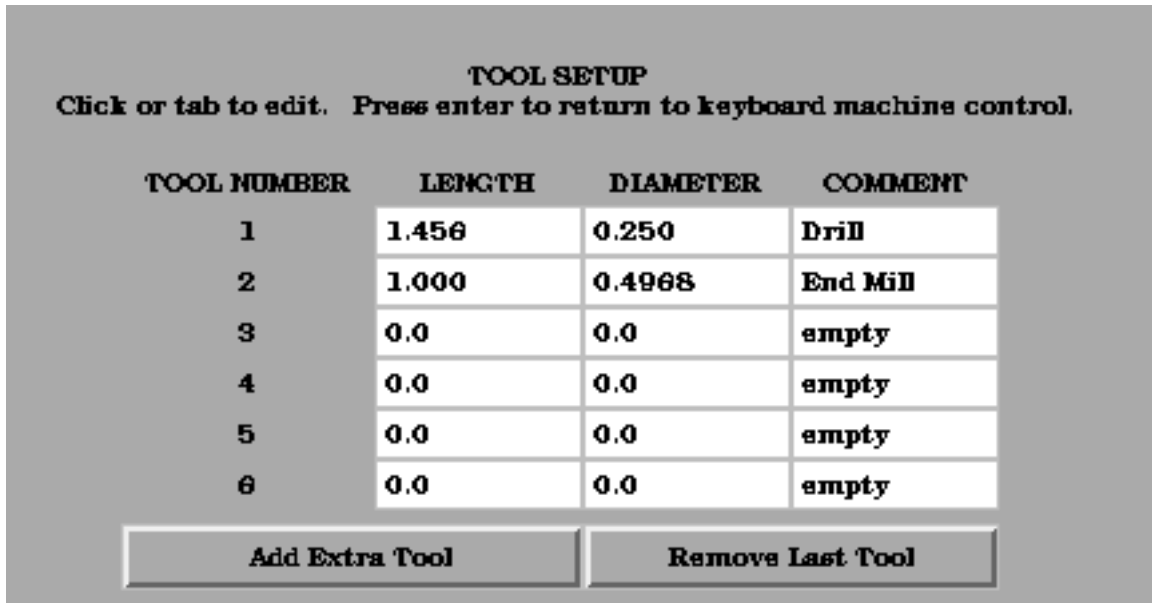 TOOL SETUP
Click or tab to edit. Press enter to return to keyboard machine control.
TOOL NUMBER LENGTH DIAMETER COMMENT
1 1.456 0.250 Drill
2 1.000 0.4968 End Mill
3 0.0 0.0 empty
4 0.0 0.0 empty
5 0.0 0.0 empty
6 0.0 0.0 empty
Add Extra Tool Remove Last Tool